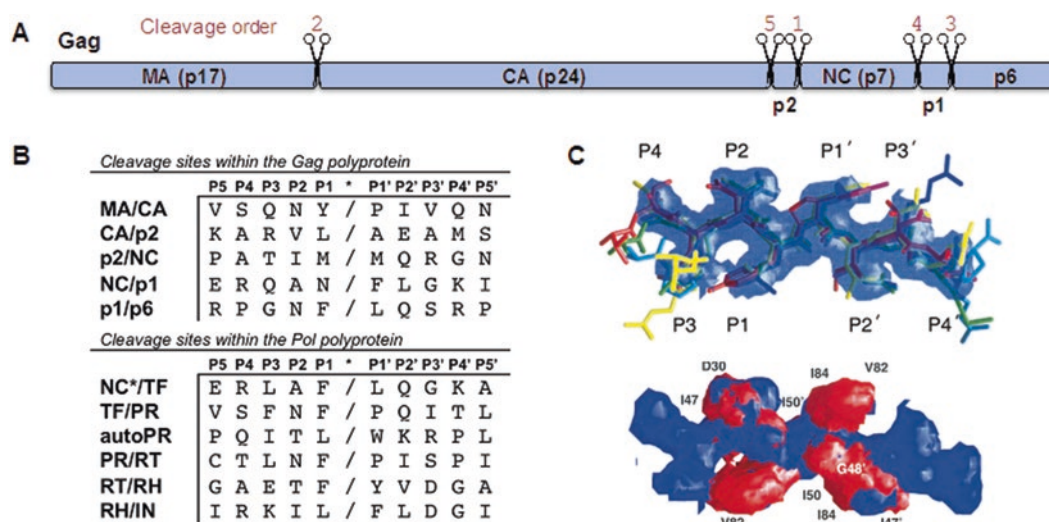 A
Gag
Cleavage order
2 5 1 4 3
MA (p17) CA (p24) NC (p7) p6
p2 p1
B
Cleavage sites within the Gag polyprotein
P5 P4 P3 P2 P1 * P1' P2' P3' P4' P5'
MA/CA V S Q N Y / P I V Q N
CA/p2 K A R V L / A E A M S
p2/NC P A T I M / M Q R G N
NC/p1 E R Q A N / F L G K I
p1/p6 R P G N F / L Q S R P
Cleavage sites within the Pol polyprotein
P5 P4 P3 P2 P1 * P1' P2' P3' P4' P5'
NC*/TF E R L A F / L Q G K A
TF/PR V S F N F / P Q I T L
autoPR P Q I T L / W K R P L
PR/RT C T L N F / P I S P I
RT/RH G A E T F / Y V D G A
RH/IN I R K I L / F L D G I
C
P4 P2 P1' P3'
P3 P1 P2' P4'
D30 I84 V82
I47 I50'
G48'
I50
V82 I84 I47'